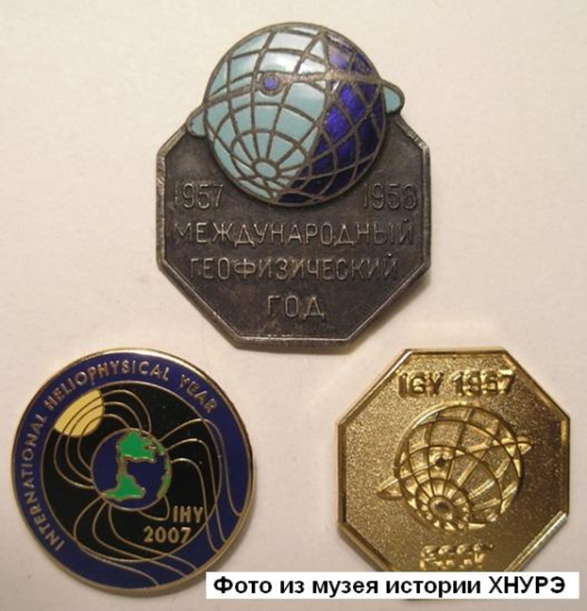 1957 1958
МЕЖДУНАРОДНЫЙ
ГЕОФИЗИЧЕСКИЙ
ГОД
INTERNATIONAL HELIOPHYSICAL YEAR
IHY
2007
IGY 1957
Фото из музея истории ХНУРЭ